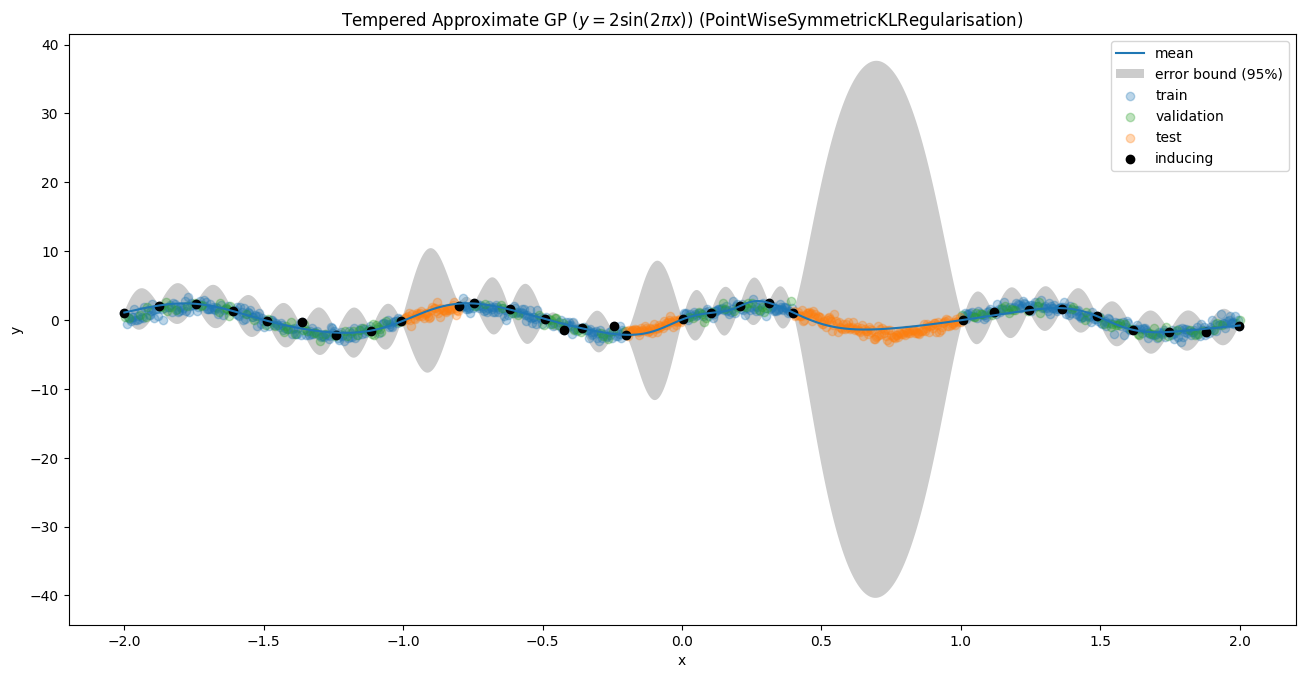 Tempered Approximate GP (y = 2sin(2πx)) (PointWiseSymmetricKLRegularisation)
mean
error bound (95%)
train
validation
test
inducing
y
40
30
20
10
0
−10
−20
−30
−40
−2.0 −1.5 −1.0 −0.5 0.0 0.5 1.0 1.5 2.0
x